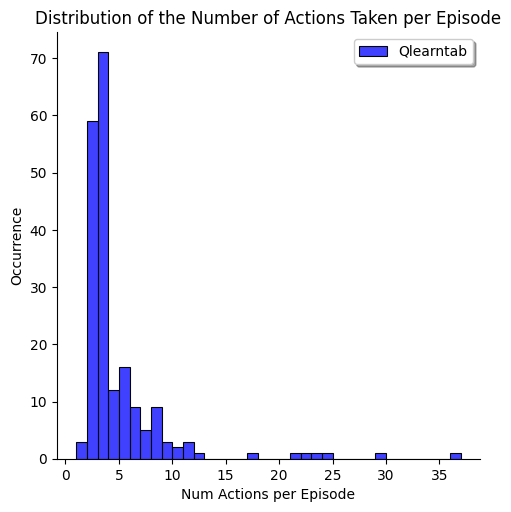 Distribution of the Number of Actions Taken per Episode
Qlearntab
70
60
50
40
30
20
10
0
Occurrence
0 5 10 15 20 25 30 35
Num Actions per Episode